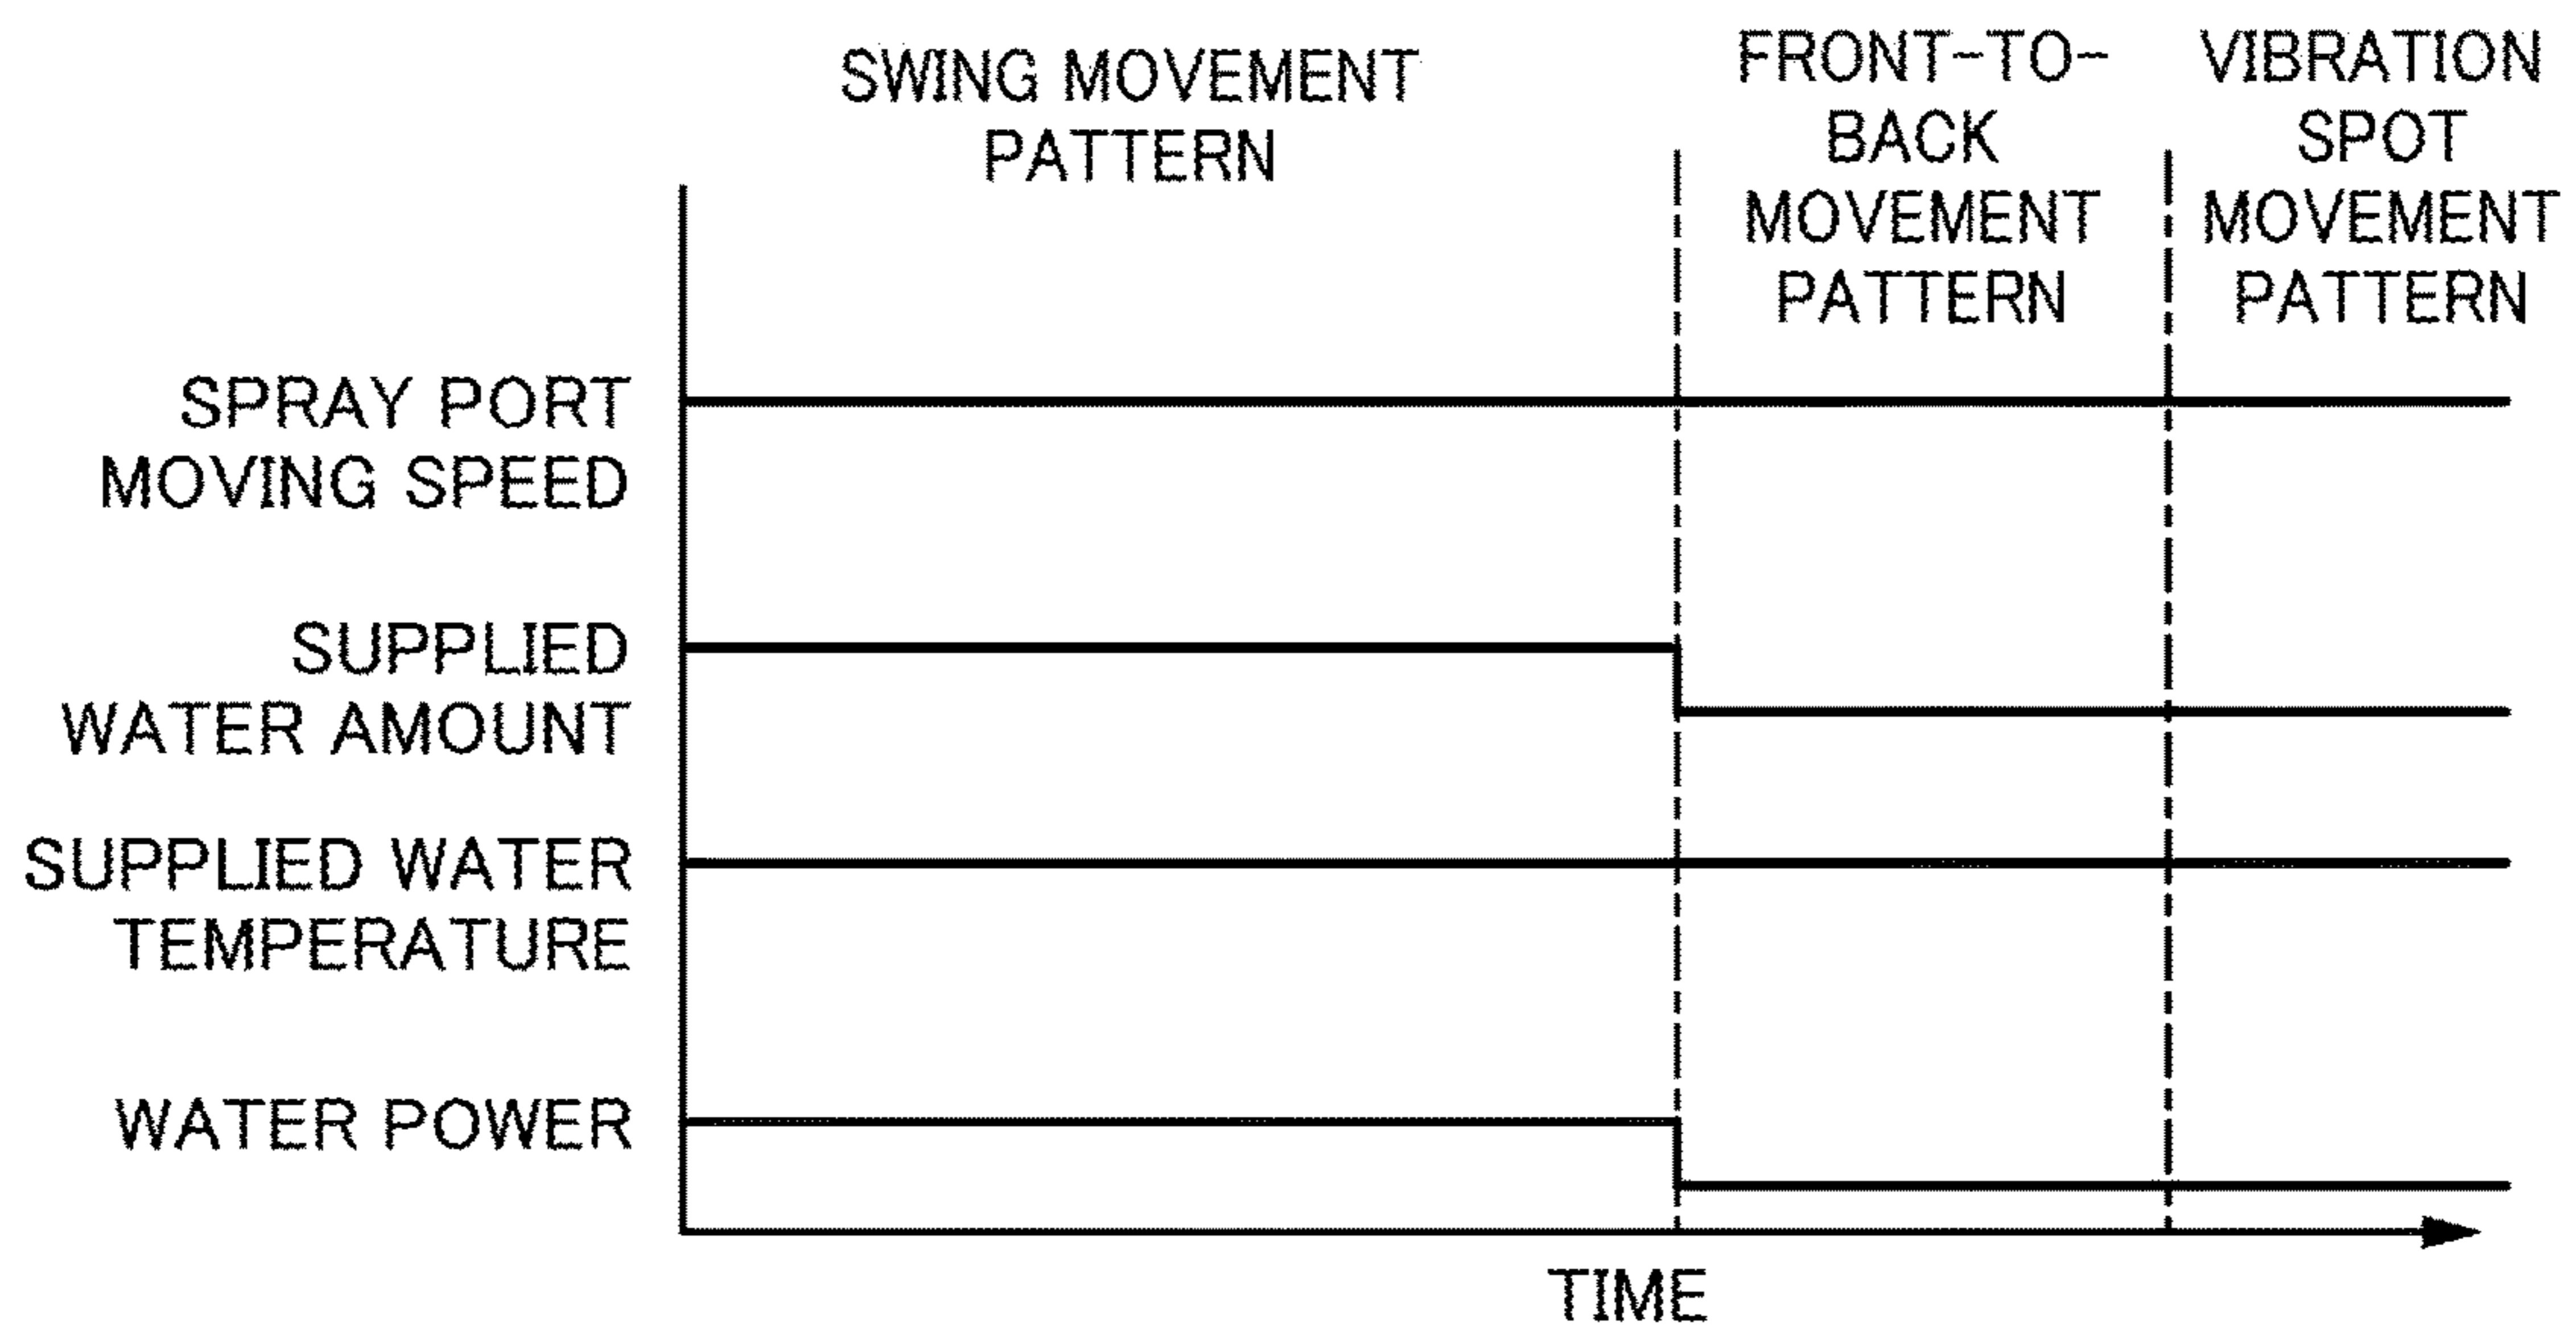 SWING MOVEMENT
PATTERN
FRONT-TO-
BACK
MOVEMENT
PATTERN
VIBRATION
SPOT
MOVEMENT
PATTERN
SPRAY PORT
MOVING SPEED
SUPPLIED
WATER AMOUNT
SUPPLIED WATER
TEMPERATURE
WATER POWER
TIME